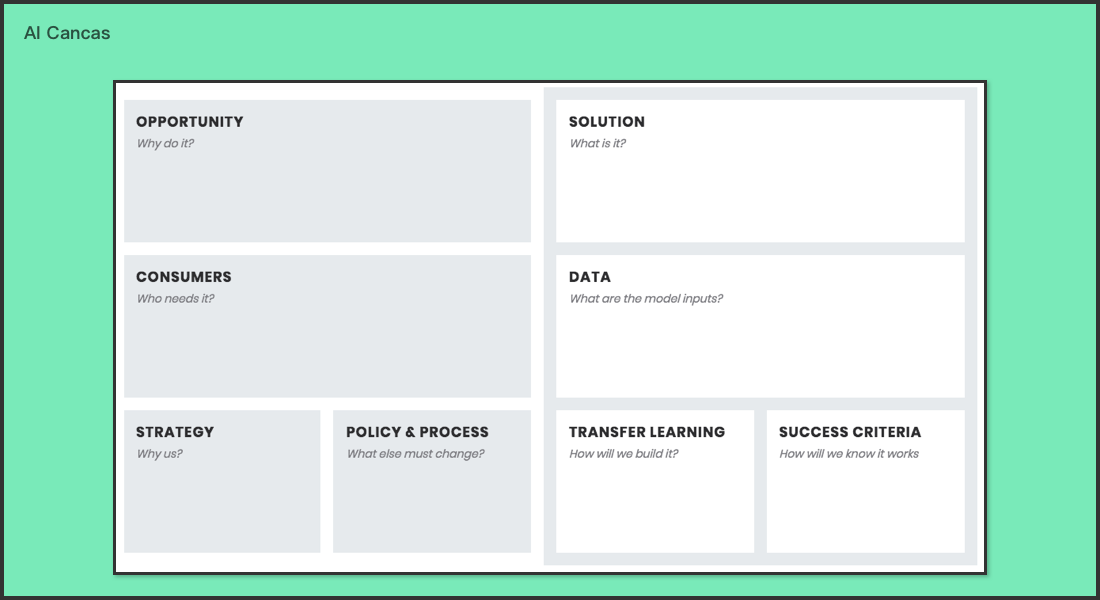 AI Cancas
OPPORTUNITY
Why do it?
SOLUTION
What is it?
CONSUMERS
Who needs it?
DATA
What are the model inputs?
STRATEGY
Why us?
POLICY & PROCESS
What else must change?
TRANSFER LEARNING
How will we build it?
SUCCESS CRITERIA
How will we know it works